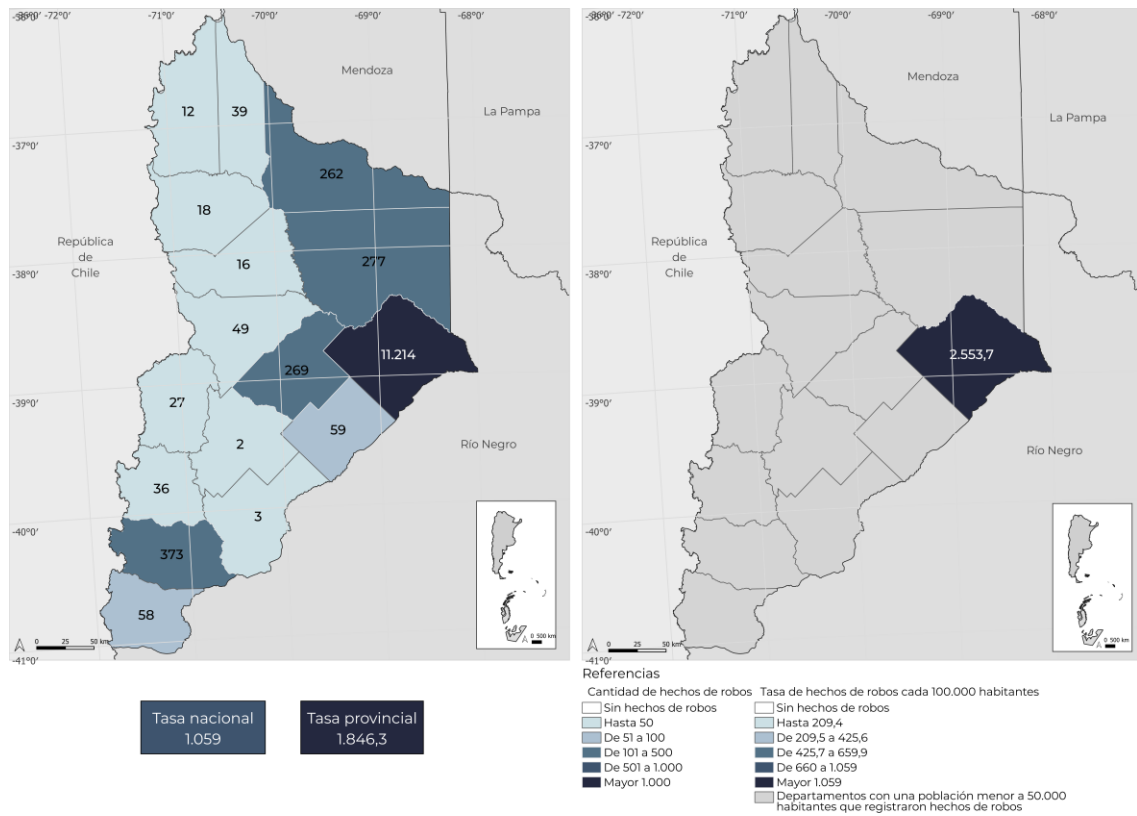 -36°0' -72°0' -71°0' -70°0' -69°0' -68°0'
Mendoza
La Pampa
12
39
-37°0'
262
18
República
de
Chile
16
277
-38°0'
49
11.214
269
27
-39°0'
59
2
Río Negro
36
3
-40°0'
373
58
0 25 50 km
0 500 km
-41°0'
-36°0' -72°0' -71°0' -70°0' -69°0' -68°0'
Mendoza
La Pampa
-37°0'
República
de
Chile
-38°0'
2.553,7
-39°0'
Río Negro
-40°0'
0 25 50 km
0 500 km
-41°0'
Tasa nacional
1.059
Tasa provincial
1.846,3
Referencias
Cantidad de hechos de robos
Sin hechos de robos
Hasta 50
De 51 a 100
De 101 a 500
De 501 a 1.000
Mayor 1.000
Tasa de hechos de robos cada 100.000 habitantes
Sin hechos de robos
Hasta 209,4
De 209,5 a 425,6
De 425,7 a 659,9
De 660 a 1.059
Mayor 1.059
Departamentos con una población menor a 50.000
habitantes que registraron hechos de robos